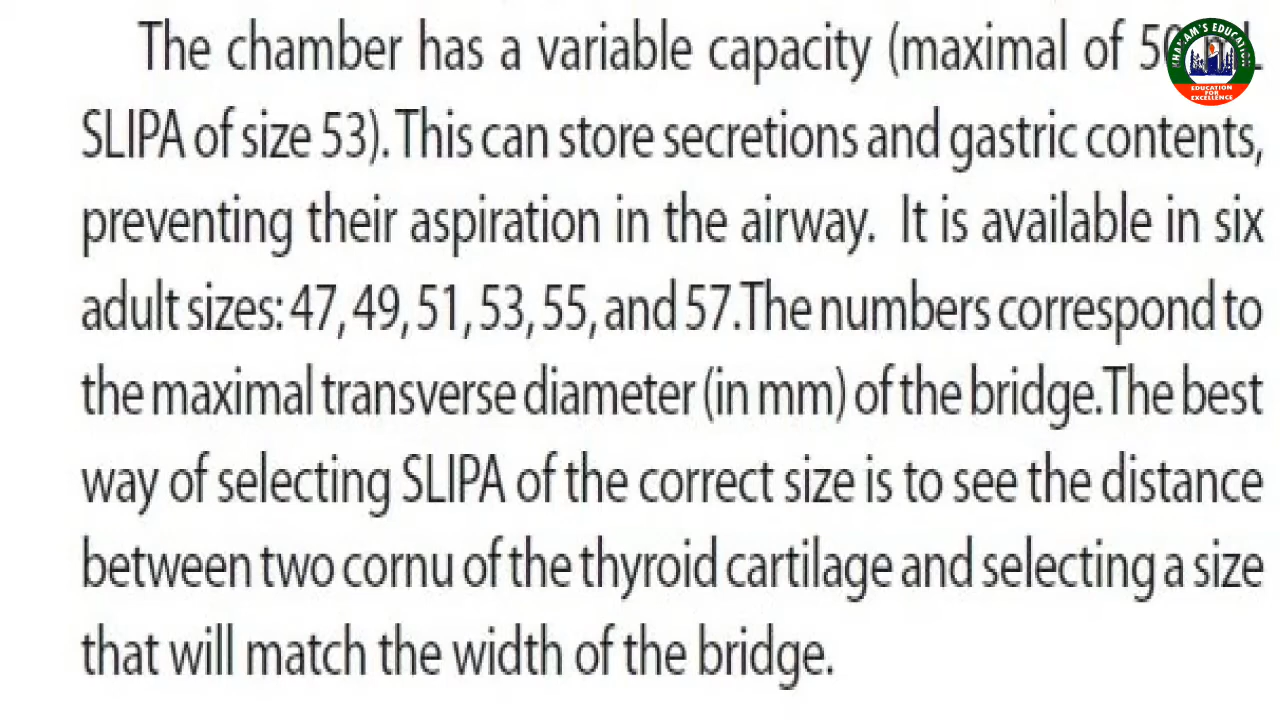 The chamber has a variable capacity (maximal of 50
SLIPA of size 53). This can store secretions and gastric contents,
preventing their aspiration in the airway. It is available in six
adult sizes: 47, 49, 51, 53, 55, and 57.The numbers correspond to
the maximal transverse diameter (in mm) of the bridge.The best
way of selecting SLIPA of the correct size is to see the distance
between two cornu of the thyroid cartilage and selecting a size
that will match the width of the bridge.
EDUCATION
FOR
EXCELLENCE